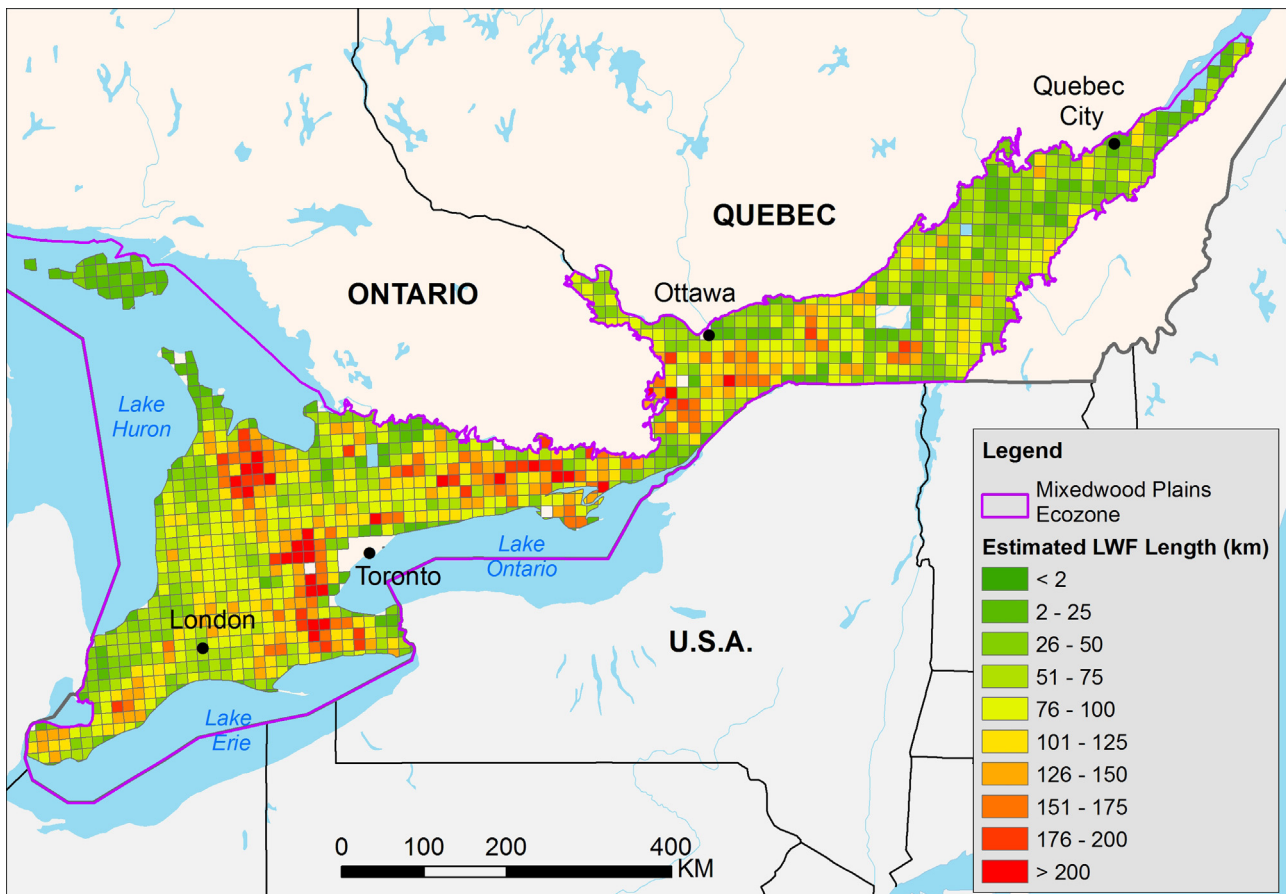 Quebec
City
QUEBEC
ONTARIO
Ottawa
Lake
Huron
Toronto
Lake
Ontario
London
U.S.A.
Lake
Erie
0 100 200 400
KM
Legend
Mixedwood Plains
Ecozone
Estimated LWF Length (km)
< 2
2 - 25
26 - 50
51 - 75
76 - 100
101 - 125
126 - 150
151 - 175
176 - 200
> 200